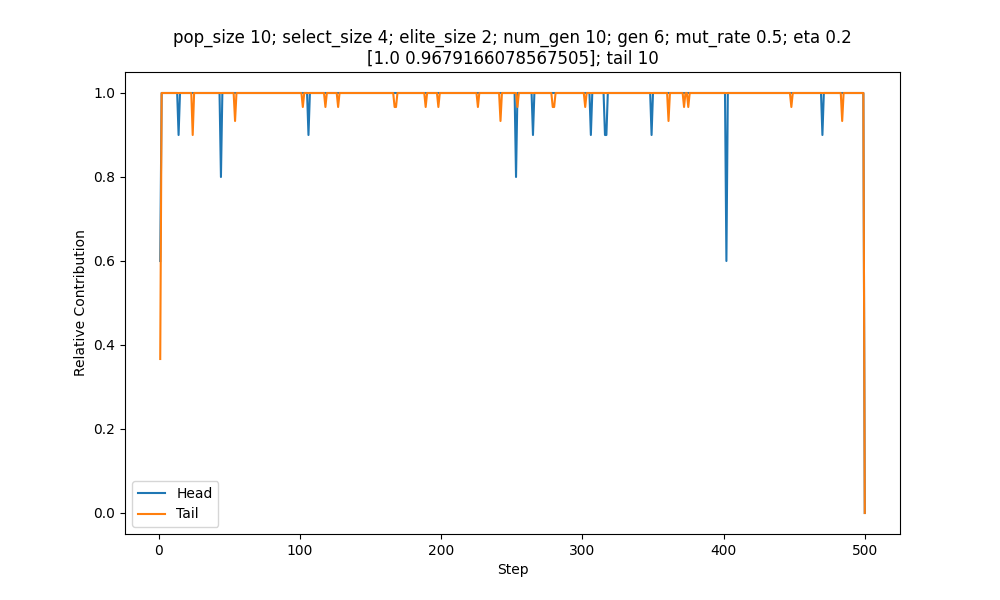 pop_size 10; select_size 4; elite_size 2; num_gen 10; gen 6; mut_rate 0.5; eta 0.2
[1.0 0.9679166078567505]; tail 10
1.0
0.8
0.6
0.4
0.2
0.0
Relative Contribution
Head
Tail
0
100
200
300
400
500
Step